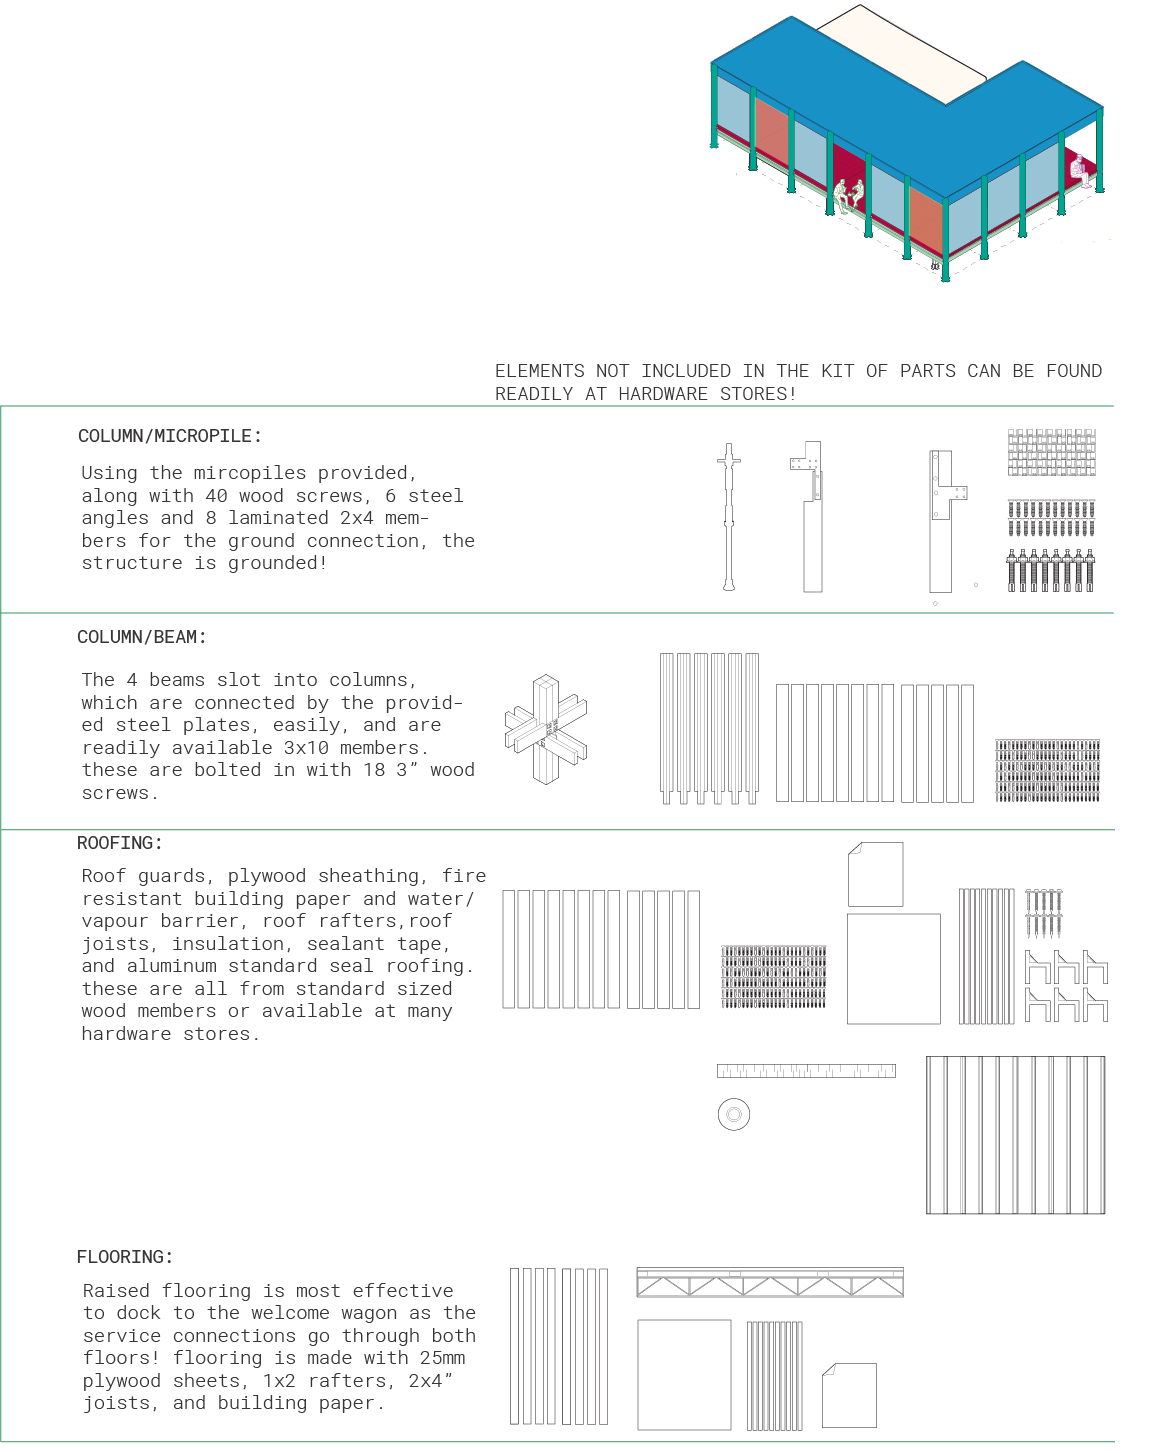 ELEMENTS NOT INCLUDED IN THE KIT OF PARTS CAN BE FOUND
READILY AT HARDWARE STORES!
COLUMN/MICROPILE:
Using the mircopiles provided,
along with 40 wood screws, 6 steel
angles and 8 laminated 2x4 mem-
bers for the ground connection, the
structure is grounded!
COLUMN/BEAM:
The 4 beams slot into columns,
which are connected by the provid-
ed steel plates, easily, and are
readily available 3x10 members.
these are bolted in with 18 3” wood
screws.
ROOFING:
Roof guards, plywood sheathing, fire
resistant building paper and water/
vapour barrier, roof rafters,roof
joists, insulation, sealant tape,
and aluminum standard seal roofing.
these are all from standard sized
wood members or available at many
hardware stores.
FLOORING:
Raised flooring is most effective
to dock to the welcome wagon as the
service connections go through both
floors! flooring is made with 25mm
plywood sheets, 1x2 rafters, 2x4”
joists, and building paper.